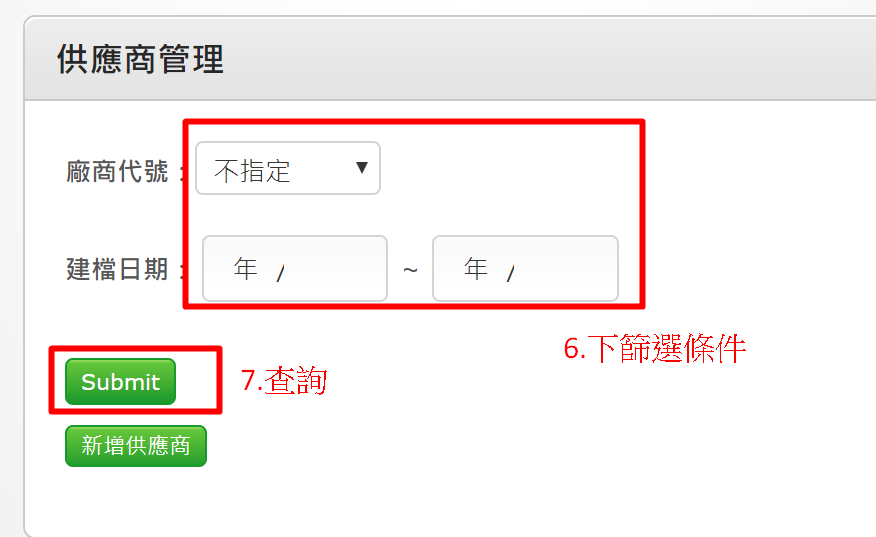 供應商管理
廠商代號： 不指定
建檔日期： 年 / ~ 年 /
6.下篩選條件
Submit 7.查詢
新增供應商